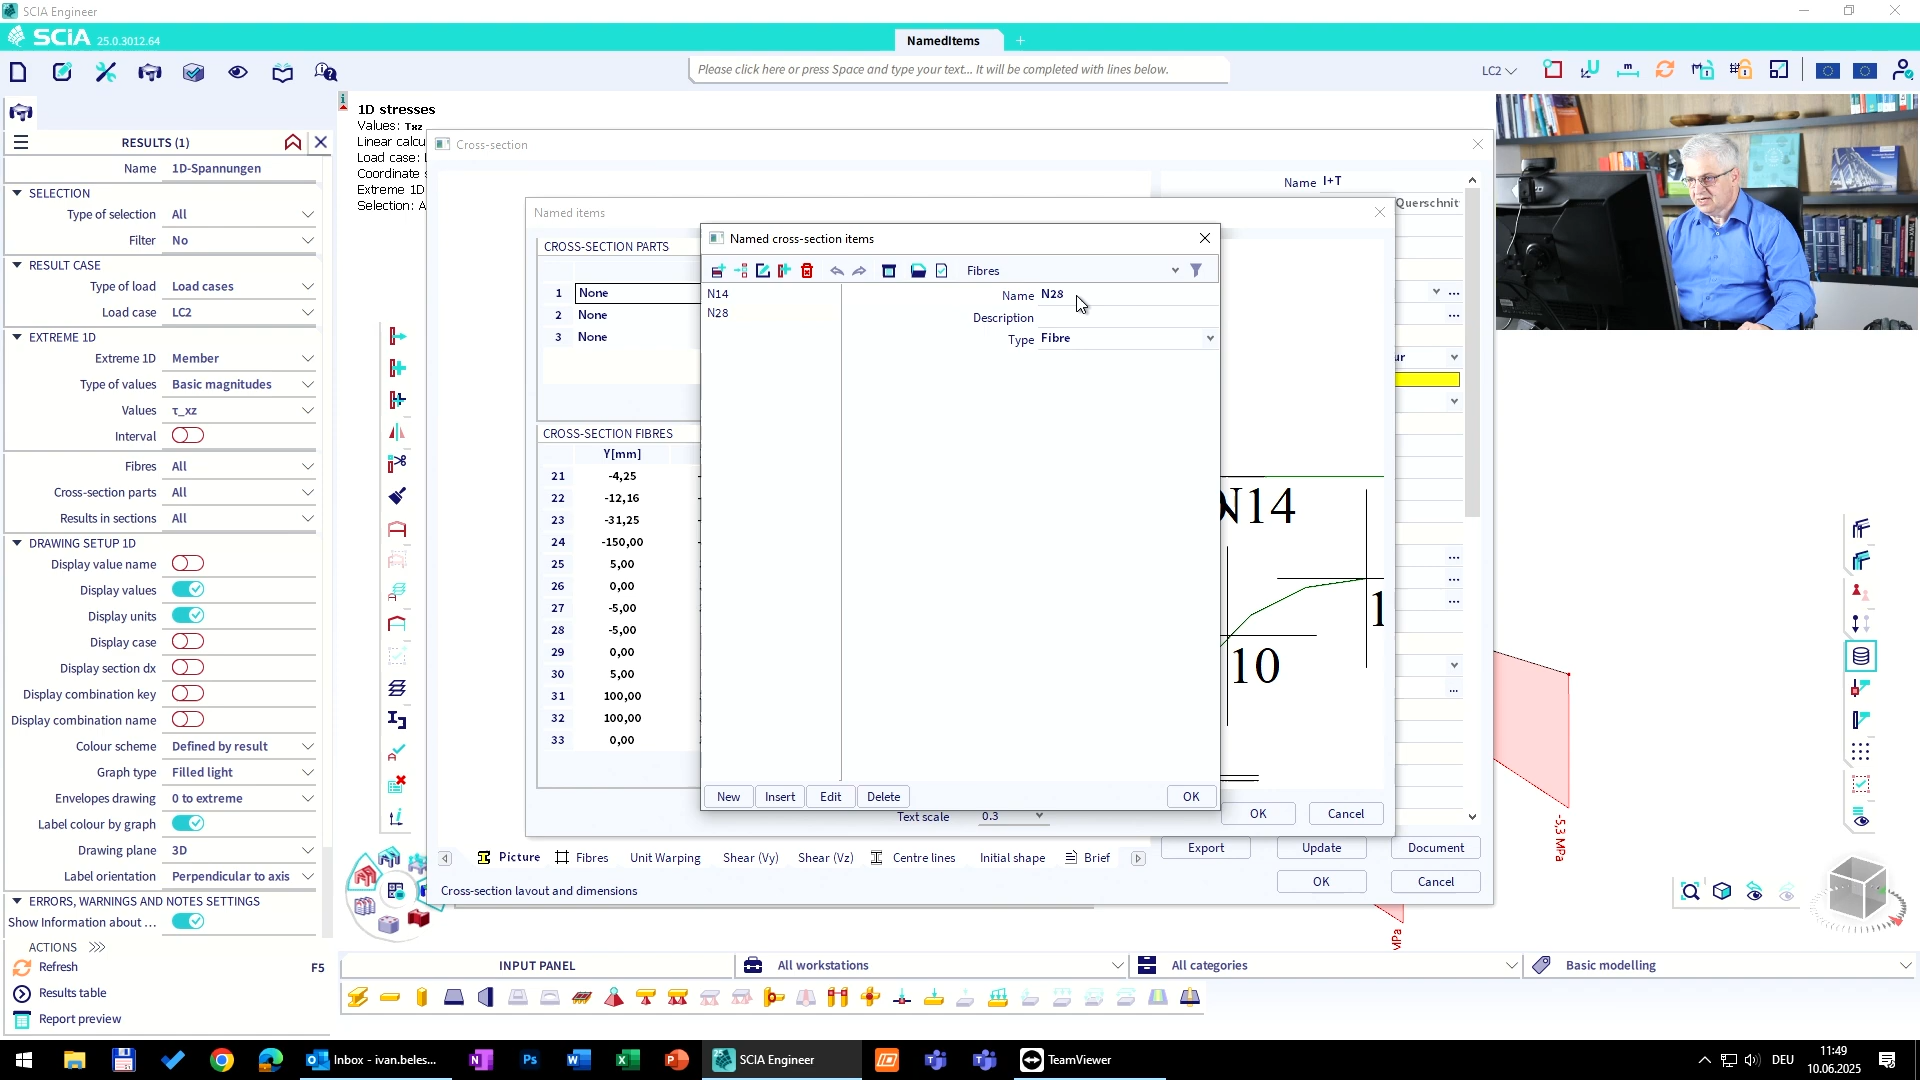 SCIA Engineer
SCiA 25.0.3012.64
NamedItems
Please click here or press Space and type your text... It will be completed with lines below.
LC2
RESULTS (1)
Name 1D-Spannungen
SELECTION
Type of selection All
Filter No
RESULT CASE
Type of load Load cases
Load case LC2
EXTREME 1D
Extreme 1D Member
Type of values Basic magnitudes
Values τ_xz
Interval
Fibres All
Cross-section parts All
Results in sections All
DRAWING SETUP 1D
Display value name
Display values
Display units
Display case
Display section dx
Display combination key
Display combination name
Colour scheme Defined by result
Graph type Filled light
Envelopes drawing 0 to extreme
Label colour by graph
Drawing plane 3D
Label orientation Perpendicular to axis
ERRORS, WARNINGS AND NOTES SETTINGS
Show Information about ...
ACTIONS >>>
Refresh F5
Results table
Report preview
1D stresses
Values: τxz
Linear calcu
Load case:
Coordinate
Extreme 1D
Selection: A
Cross-section
Name I+T
Querschnit
Named items
CROSS-SECTION PARTS
1 None
2 None
3 None
CROSS-SECTION FIBRES
Y[mm]
21 -4,25
22 -12,16
23 -31,25
24 -150,00
25 5,00
26 0,00
27 -5,00
28 -5,00
29 0,00
30 5,00
31 100,00
32 100,00
33 0,00
Named cross-section items
Fibres
N14
N28
Name N28
Description
Type Fibre
New Insert Edit Delete OK
N14
10
1
ur
Text scale 0.3
OK Cancel
Picture Fibres Unit Warping Shear (Vy) Shear (Vz) Centre lines Initial shape Brief
Export Update Document
OK Cancel
Cross-section layout and dimensions
-5,3 MPa
MPa
INPUT PANEL
All workstations
All categories
Basic modelling
Inbox - ivan.beles...
SCIA Engineer
TeamViewer
DEU
11:49
10.06.2025